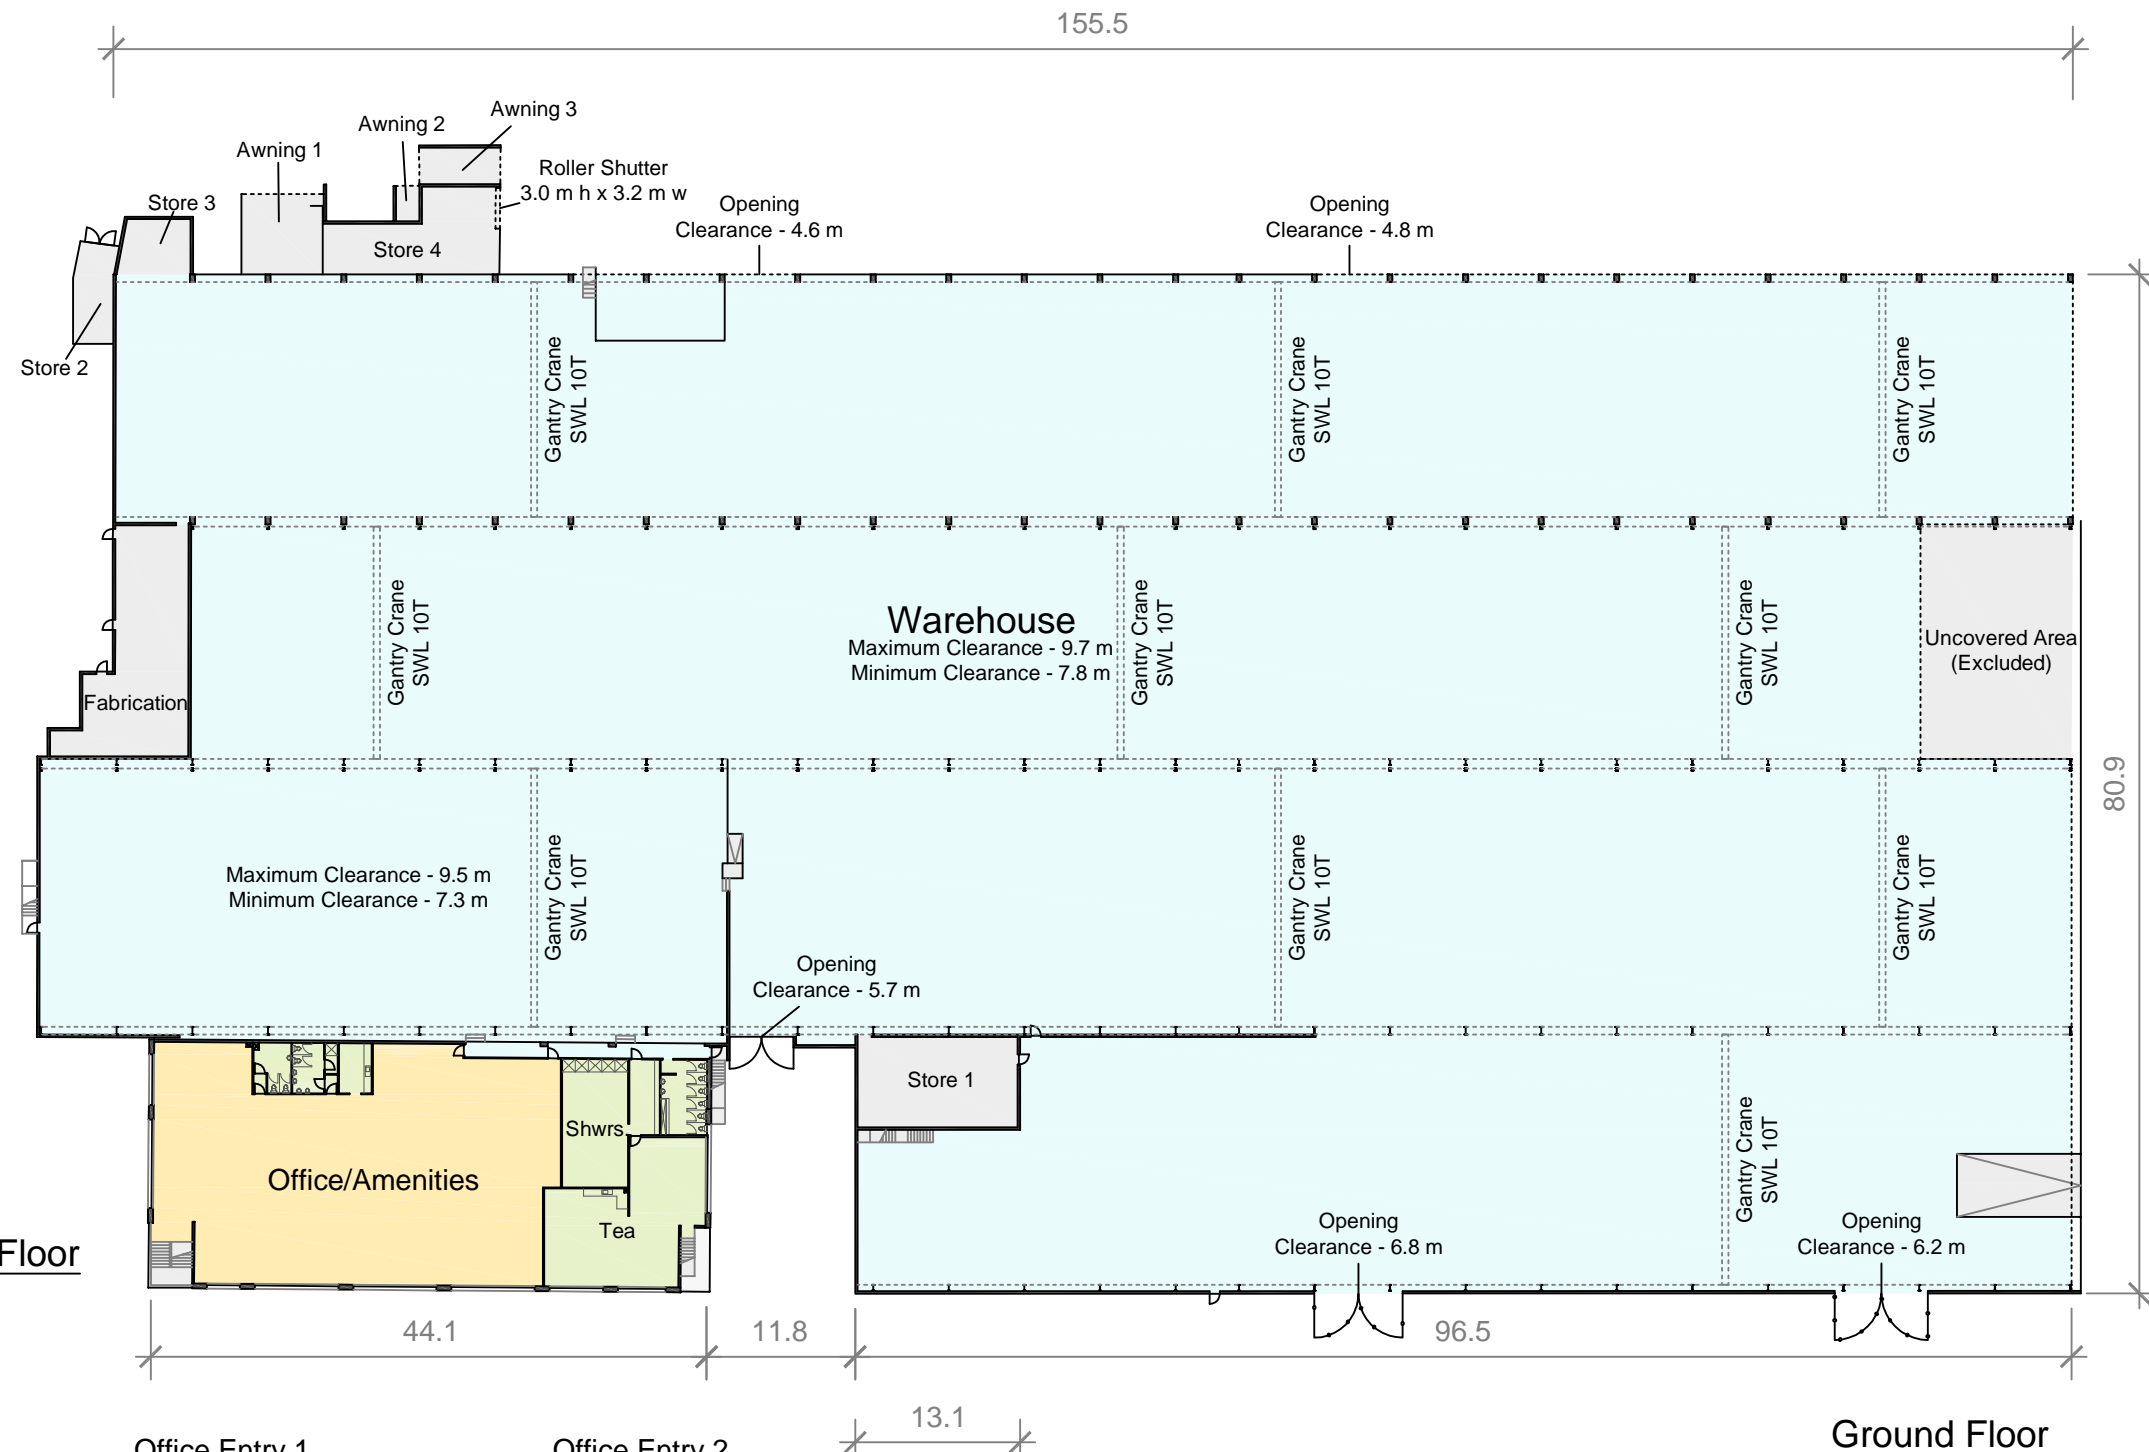 155.5
Awning 3
Awning 2
Awning 1
Roller Shutter
3.0 m h x 3.2 m w
Store 3
Opening
Clearance - 4.6 m
Opening
Clearance - 4.8 m
Store 4
Store 2
Gantry Crane
SWL 10T
Gantry Crane
SWL 10T
Gantry Crane
SWL 10T
Warehouse
Maximum Clearance - 9.7 m
Minimum Clearance - 7.8 m
Gantry Crane
SWL 10T
Gantry Crane
SWL 10T
Gantry Crane
SWL 10T
Uncovered Area
(Excluded)
Fabrication
80.9
Maximum Clearance - 9.5 m
Minimum Clearance - 7.3 m
Gantry Crane
SWL 10T
Gantry Crane
SWL 10T
Gantry Crane
SWL 10T
Opening
Clearance - 5.7 m
Store 1
Shwrs
Office/Amenities
Tea
Gantry Crane
SWL 10T
Opening
Clearance - 6.8 m
Opening
Clearance - 6.2 m
Floor
44.1
11.8
96.5
13.1
Ground Floor
Office Entry 1
Office Entry 2